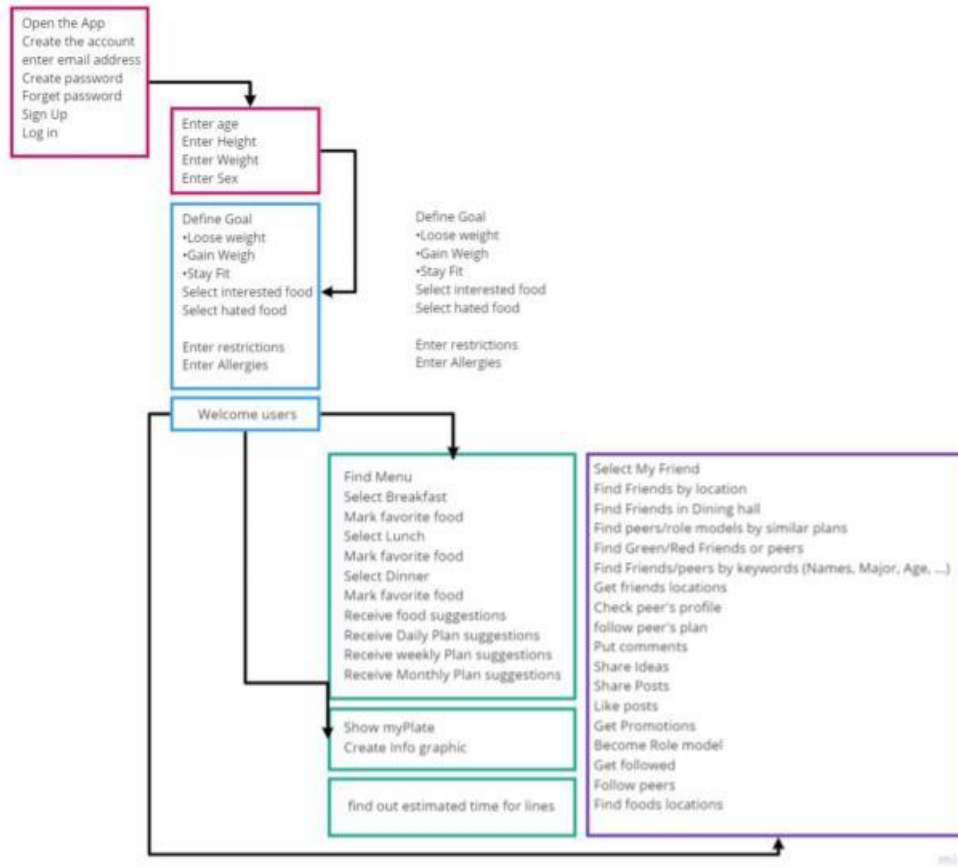 Open the App
Create the account
enter email address
Create password
Forget password
Sign Up
Log in
Enter age
Enter Height
Enter Weight
Enter Sex
Define Goal
•Loose weight
•Gain Weigh
•Stay Fit
Select interested food
Select hated food
Enter restrictions
Enter Allergies
Define Goal
•Loose weight
•Gain Weigh
•Stay Fit
Select interested food
Select hated food
Enter restrictions
Enter Allergies
Welcome users
Find Menu
Select Breakfast
Mark favorite food
Select Lunch
Mark favorite food
Select Dinner
Mark favorite food
Receive food suggestions
Receive Daily Plan suggestions
Receive weekly Plan suggestions
Receive Monthly Plan suggestions
Show myPlate
Create Info graphic
find out estimated time for lines
Select My Friend
Find Friends by location
Find Friends in Dining hall
Find peers/role models by similar plans
Find Green/Red Friends or peers
Find Friends/peers by keywords (Names, Major, Age, ...)
Get friends locations
Check peer's profile
follow peer's plan
Put comments
Share Ideas
Share Posts
Like posts
Get Promotions
Become Role model
Get followed
Follow peers
Find foods locations